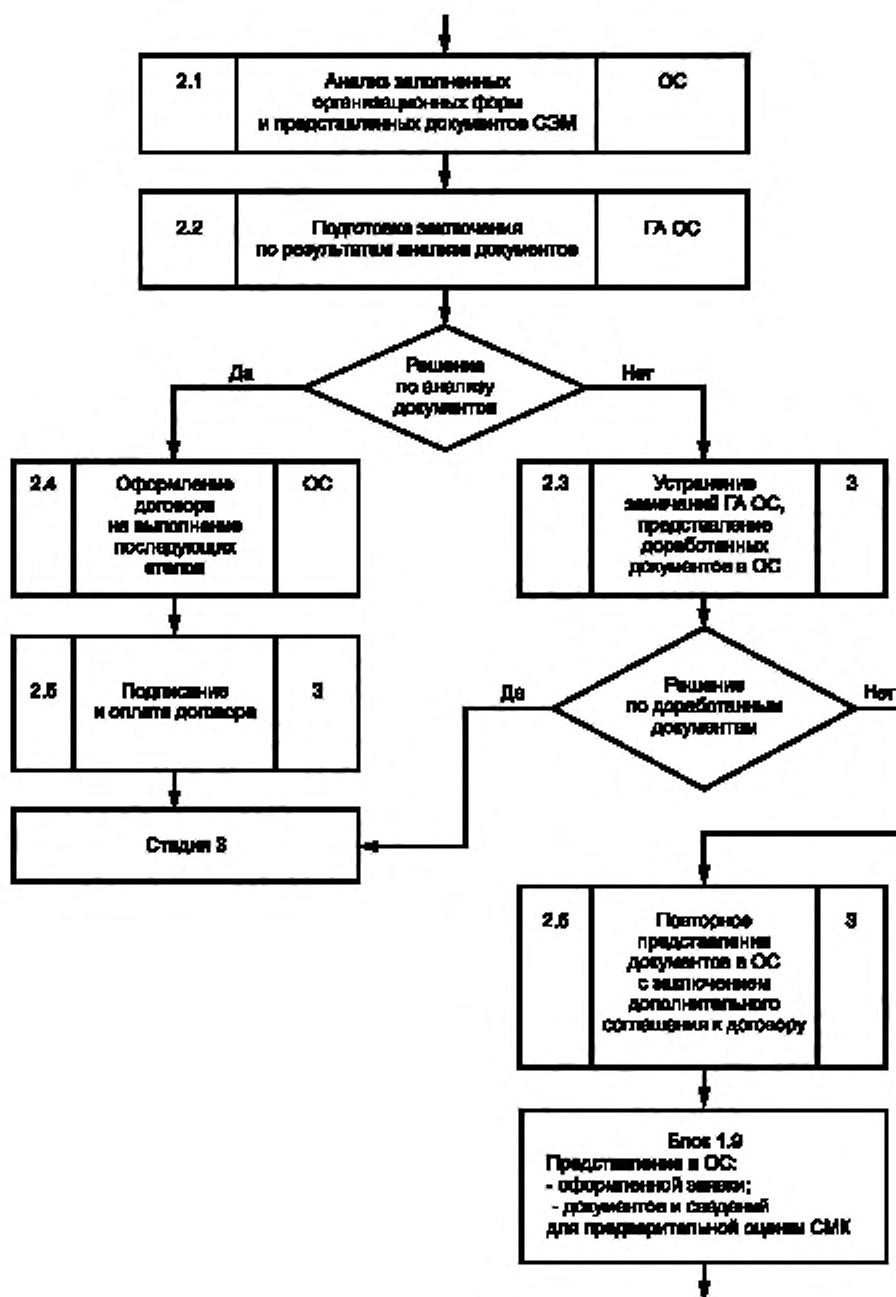 2.1
Анализ заполненных
организационных форм
и представленных документов СЭМ
ОС
2.2
Подготовка заключения
по результатам анализа документов
ГА ОС
Решение
по анализу
документов
Да
Нет
2.4
Оформление
договора
на выполнение
последующих
этапов
ОС
2.3
Устранение
замечаний ГА ОС,
представление
доработанных
документов в ОС
З
2.5
Подписание
и оплата договора
З
Решение
по доработанным
документам
Да
Нет
Стадия 3
2.6
Повторное
представление
документов в ОС
с заключением
дополнительного
соглашения к договору
З
Блок 1.9
Представление в ОС:
- оформленной заявки;
- документов и сведений
для предварительной оценки СМК